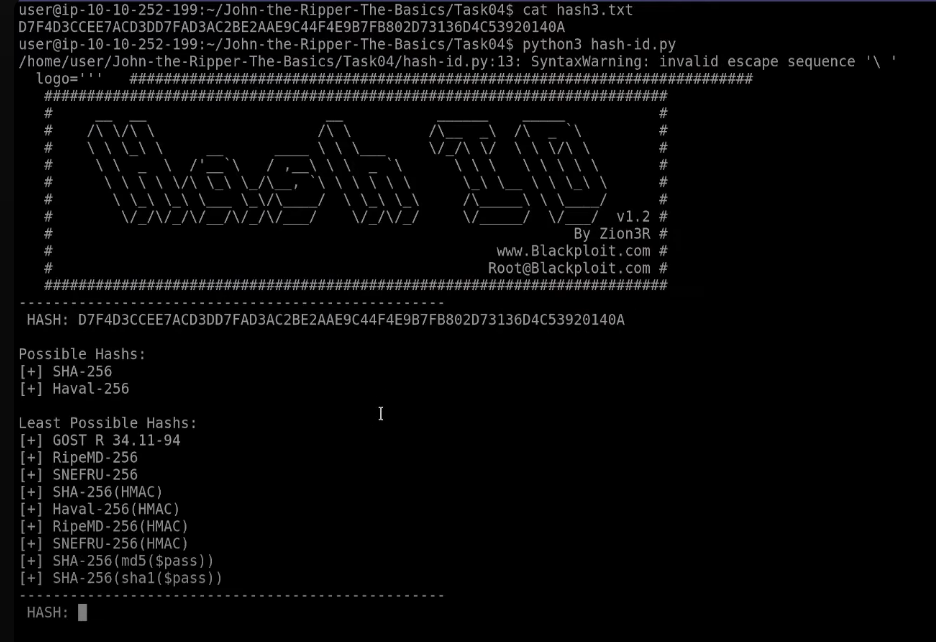 user@ip-10-10-252-199:~/John-the-Ripper-The-Basics/Task04$ cat hash3.txt
D7F4D3CCEE7ACD3DD7FAD3AC2BE2AAE9C44F4E9B7FB802D73136D4C53920140A
user@ip-10-10-252-199:~/John-the-Ripper-The-Basics/Task04$ python3 hash-id.py
/home/user/John-the-Ripper-The-Basics/Task04/hash-id.py:13: SyntaxWarning: invalid escape sequence '\ '
logo=''' #########################################################################
Hash ID
v1.2 #
By Zion3R #
www.Blackploit.com #
Root@Blackploit.com #
#########################################################################
--------------------------------------------------
HASH: D7F4D3CCEE7ACD3DD7FAD3AC2BE2AAE9C44F4E9B7FB802D73136D4C53920140A
Possible Hashs:
[+] SHA-256
[+] Haval-256
Least Possible Hashs:
[+] GOST R 34.11-94
[+] RipeMD-256
[+] SNEFRU-256
[+] SHA-256(HMAC)
[+] Haval-256(HMAC)
[+] RipeMD-256(HMAC)
[+] SNEFRU-256(HMAC)
[+] SHA-256(md5($pass))
[+] SHA-256(sha1($pass))
--------------------------------------------------
HASH: